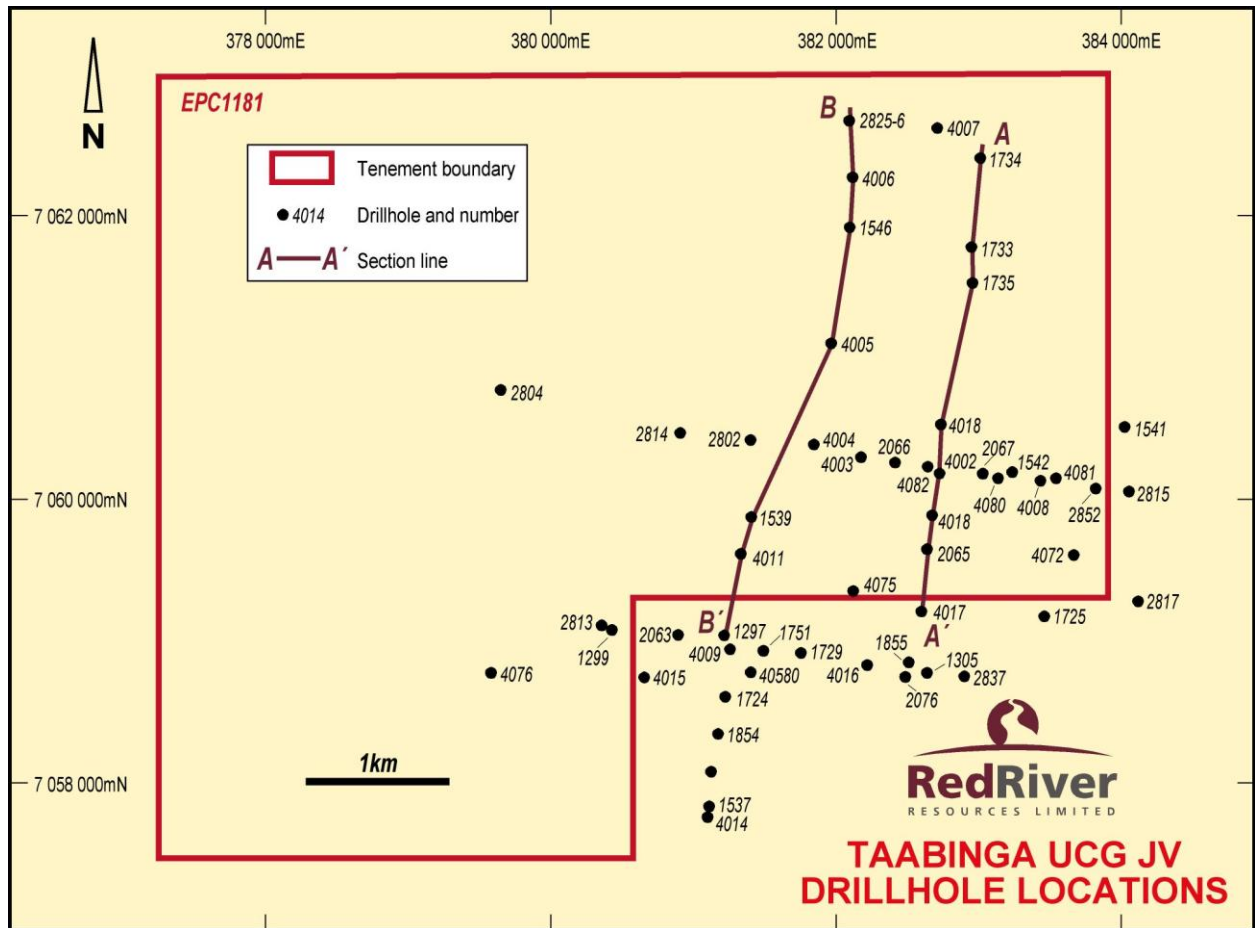 378 000mE
380 000mE
382 000mE
384 000mE
N
EPC1181
B
2825-6
4007
A
1734
Tenement boundary
4014 Drillhole and number
A A´ Section line
7 062 000mN
4006
1546
1733
1735
4005
2804
2814
2802
4004
4003
2066
4018
4002
2067
1542
4081
1541
4082
4080
4008
2852
2815
7 060 000mN
1539
4018
4011
2065
4072
4075
2817
2813
1299
2063
B´
1297
4017
A´
1725
4009
1751
1729
1855
1305
4076
4015
40580
4016
2076
2837
1724
1854
1km
7 058 000mN
1537
4014
RedRiver
RESOURCES LIMITED
TAABINGA UCG JV
DRILLHOLE LOCATIONS